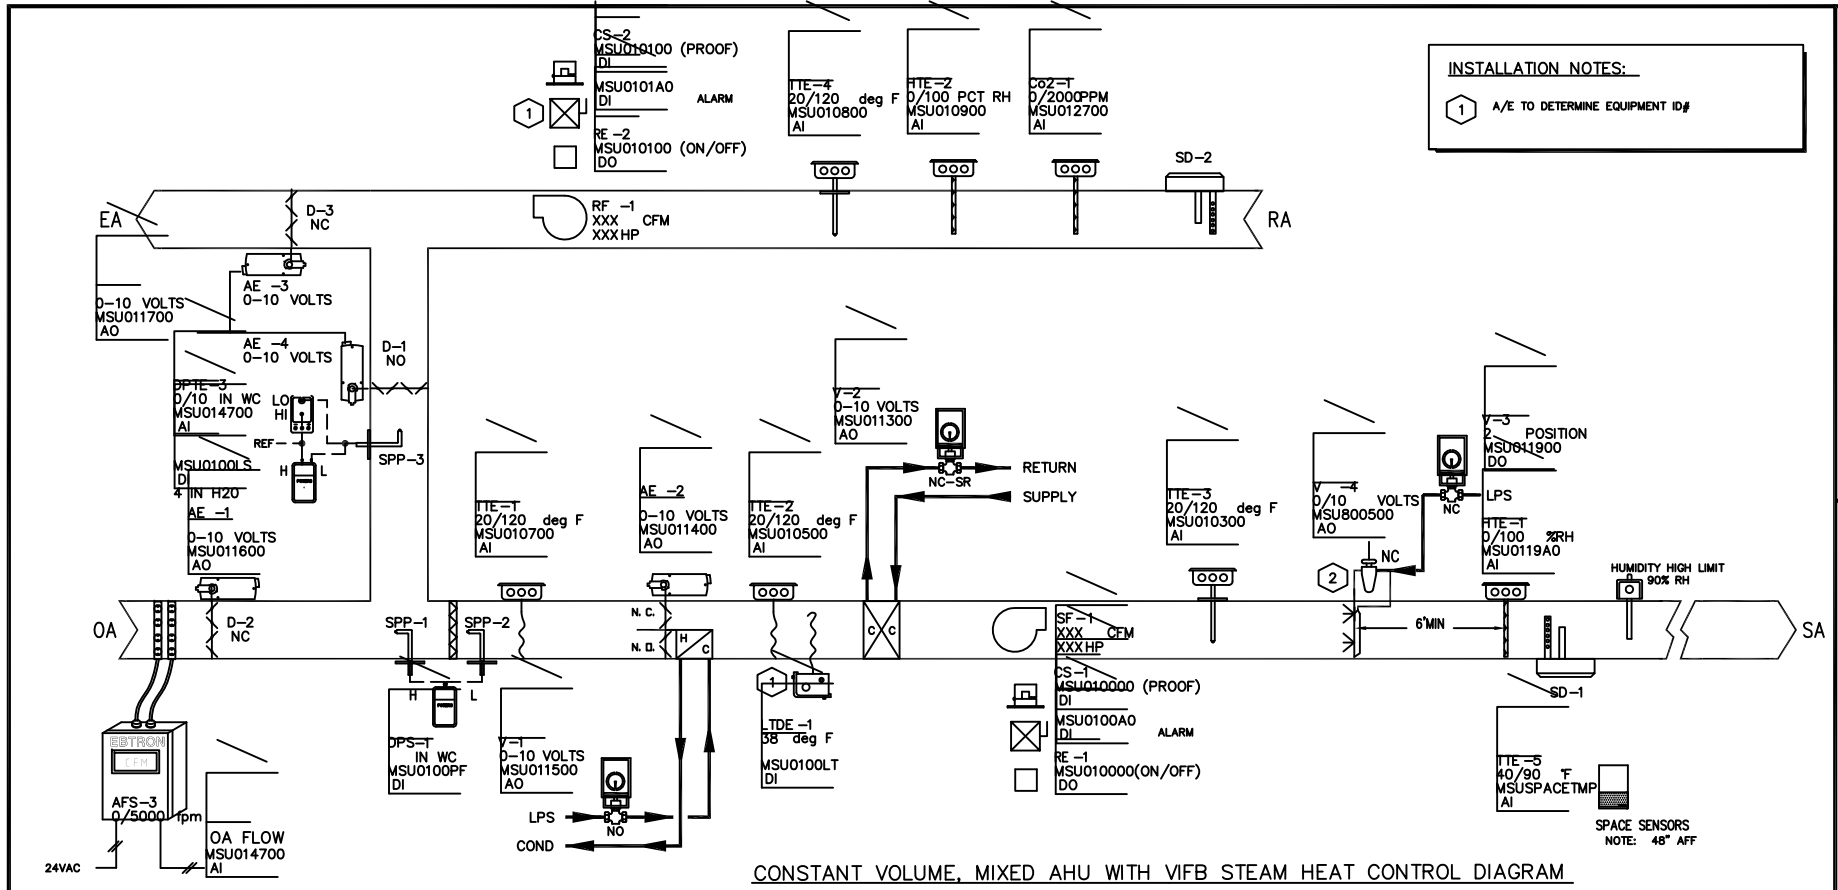 CS-2
MSU010100 (PROOF)
DI
MSU0101A0
DI
ALARM
1
RE -2
MSU010100 (ON/OFF)
DO
TTE-4
20/120 deg F
MSU010800
AI
HTE-2
0/100 PCT RH
MSU010900
AI
Co2-1
0/2000PPM
MSU012700
AI
INSTALLATION NOTES:
1 A/E TO DETERMINE EQUIPMENT ID#
SD-2
EA
D-3
NC
RF -1
XXX CFM
XXX HP
RA
AE -3
0-10 VOLTS
0-10 VOLTS
MSU011700
AO
AE -4
0-10 VOLTS
D-1
NO
DPTE-3
0/10 IN WC
MSU014700
AI
LO
HI
REF
H
L
SPP-3
MSU0100LS
DI
4 IN H20
AE -1
0-10 VOLTS
MSU011600
AO
TTE-1
20/120 deg F
MSU010700
AI
AE -2
0-10 VOLTS
MSU011400
AO
TTE-2
20/120 deg F
MSU010500
AI
V-2
0-10 VOLTS
MSU011300
AO
NC-SR
RETURN
SUPPLY
TTE-3
20/120 deg F
MSU010300
AI
V -4
0/10 VOLTS
MSU800500
AO
V-3
2 POSITION
MSU011900
DO
LPS
NC
HTE-1
0/100 %RH
MSU0119A0
AI
NC
2
HUMIDITY HIGH LIMIT
90% RH
OA
D-2
NC
SPP-1
SPP-2
N. C.
N. O.
H
C
C C
SF-1
XXX CFM
XXX HP
6'MIN
SA
SD-1
H
L
DPS-1
IN WC
MSU0100PF
DI
V-1
0-10 VOLTS
MSU011500
AO
1
LTDE -1
38 deg F
MSU0100LT
DI
CS-1
MSU010000 (PROOF)
DI
MSU0100A0
DI
ALARM
RE -1
MSU010000(ON/OFF)
DO
TTE-5
40/90 °F
MSUSPACETMP
AI
SPACE SENSORS
NOTE: 48" AFF
EBTRON
CFM
AFS-3
0/5000 fpm
OA FLOW
MSU014700
AI
24VAC
LPS
NO
COND
CONSTANT VOLUME, MIXED AHU WITH VIFB STEAM HEAT CONTROL DIAGRAM